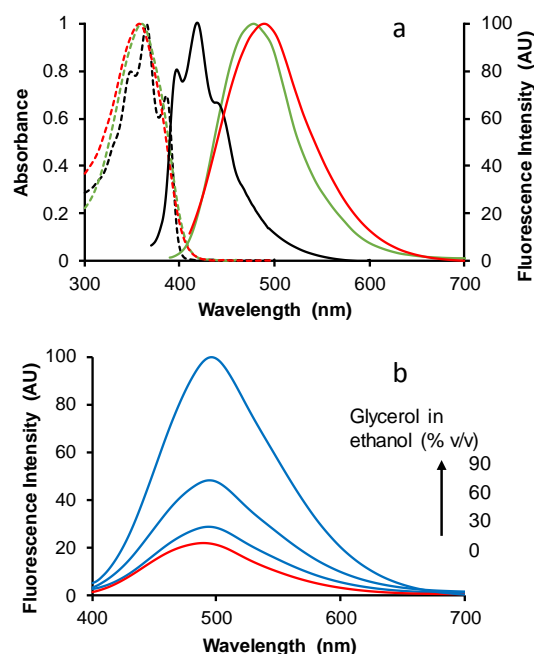 a
1
0.8
0.6
0.4
0.2
0
Absorbance
100
80
60
40
20
0
Fluorescence Intensity (AU)
300 400 500 600 700
Wavelength (nm)
b
100
80
60
40
20
0
Fluorescence Intensity (AU)
Glycerol in
ethanol (% v/v)
90
60
30
0
400 500 600 700
Wavelength (nm)